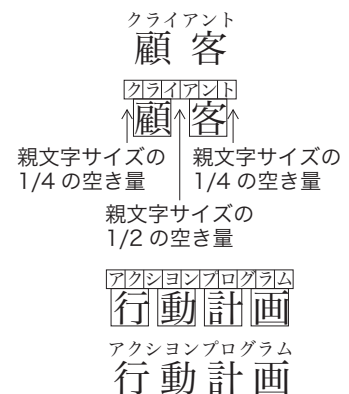 クライアント
顧客
クライアント
顧客
親文字サイズの 親文字サイズの
1/4 の空き量 1/4 の空き量
親文字サイズの
1/2 の空き量
アクションプログラム
行動計画
アクションプログラム
行動計画